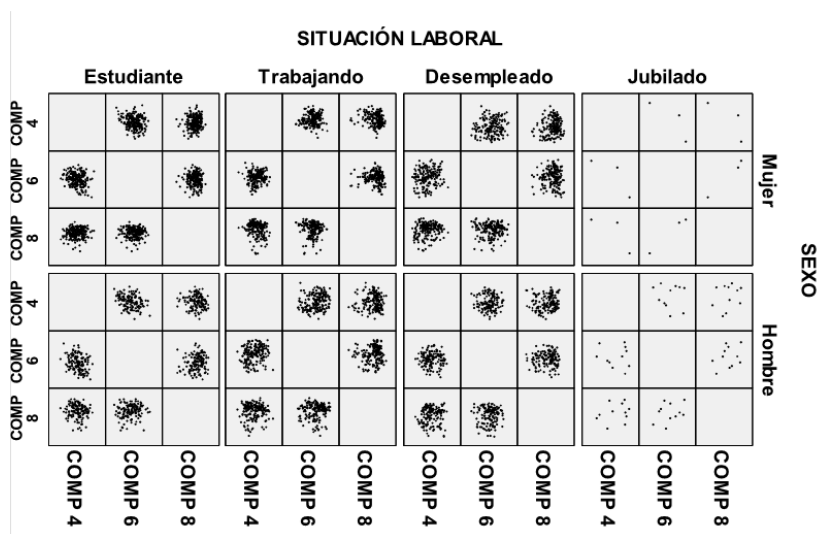 SITUACIÓN LABORAL
Estudiante Trabajando Desempleado Jubilado
COMP 4
COMP 6
COMP 8
Mujer
COMP 4
COMP 6
COMP 8
Hombre
SEXO
COMP 4 COMP 6 COMP 8 COMP 4 COMP 6 COMP 8 COMP 4 COMP 6 COMP 8 COMP 4 COMP 6 COMP 8